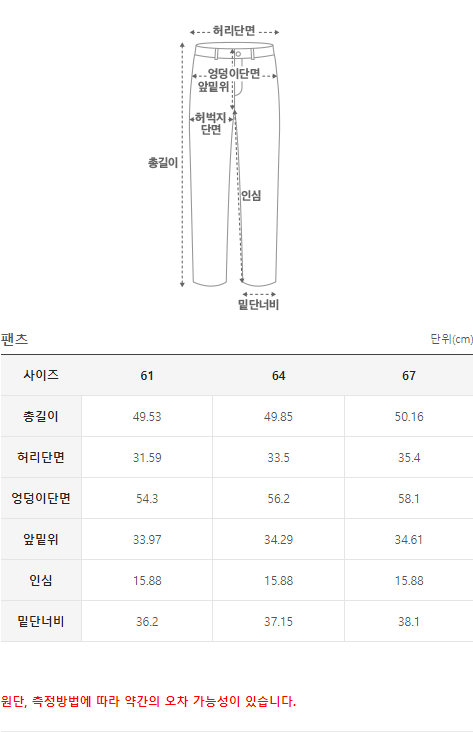 허리단면
엉덩이단면
앞밑위
허벅지
단면
총길이
인심
밑단너비
팬츠 단위(cm)
사이즈 61 64 67
총길이 49.53 49.85 50.16
허리단면 31.59 33.5 35.4
엉덩이단면 54.3 56.2 58.1
앞밑위 33.97 34.29 34.61
인심 15.88 15.88 15.88
밑단너비 36.2 37.15 38.1
원단, 측정방법에 따라 약간의 오차 가능성이 있습니다.